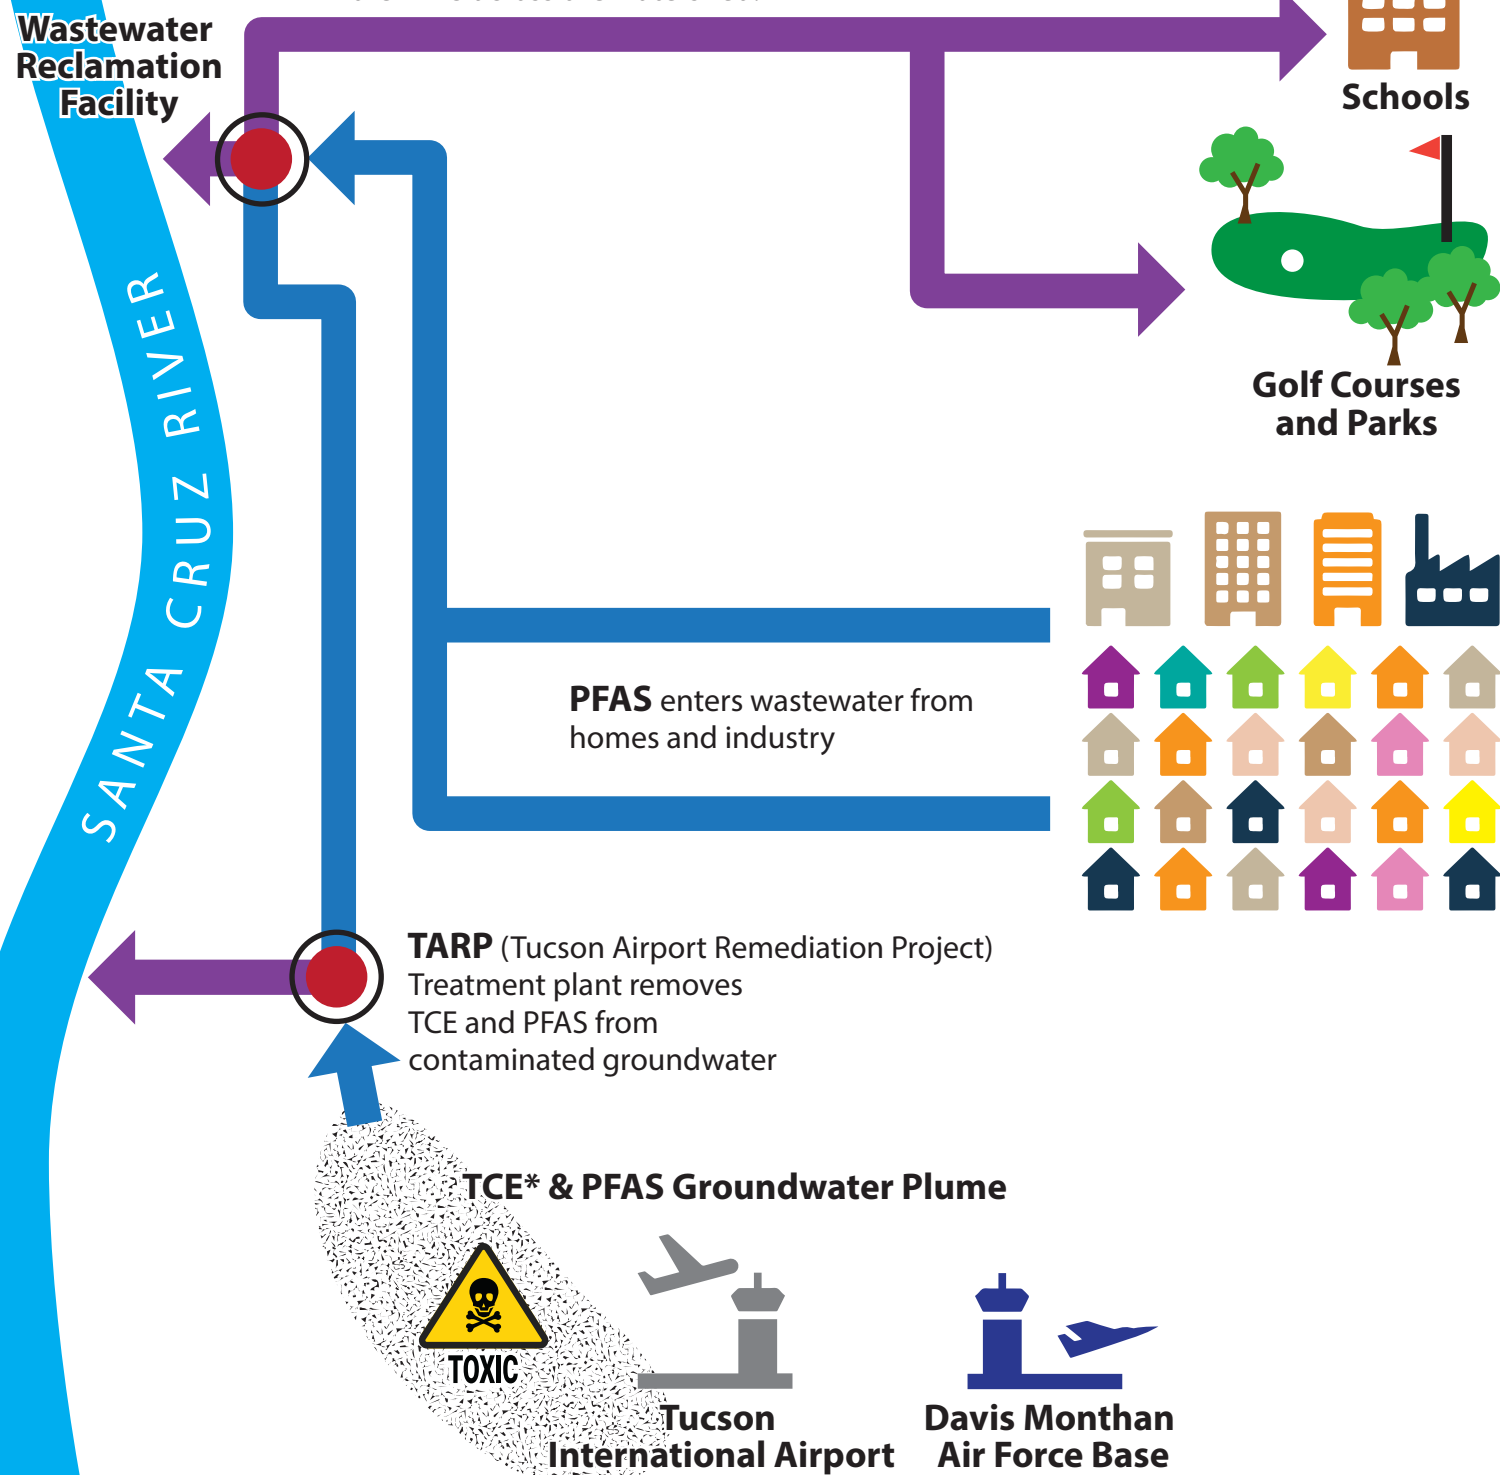 Wastewater
Reclamation
Facility
Schools
Golf Courses
and Parks
SANTA CRUZ RIVER
PFAS enters wastewater from
homes and industry
TARP (Tucson Airport Remediation Project)
Treatment plant removes
TCE and PFAS from
contaminated groundwater
TCE* & PFAS Groundwater Plume
TOXIC
Tucson
International Airport
Davis Monthan
Air Force Base